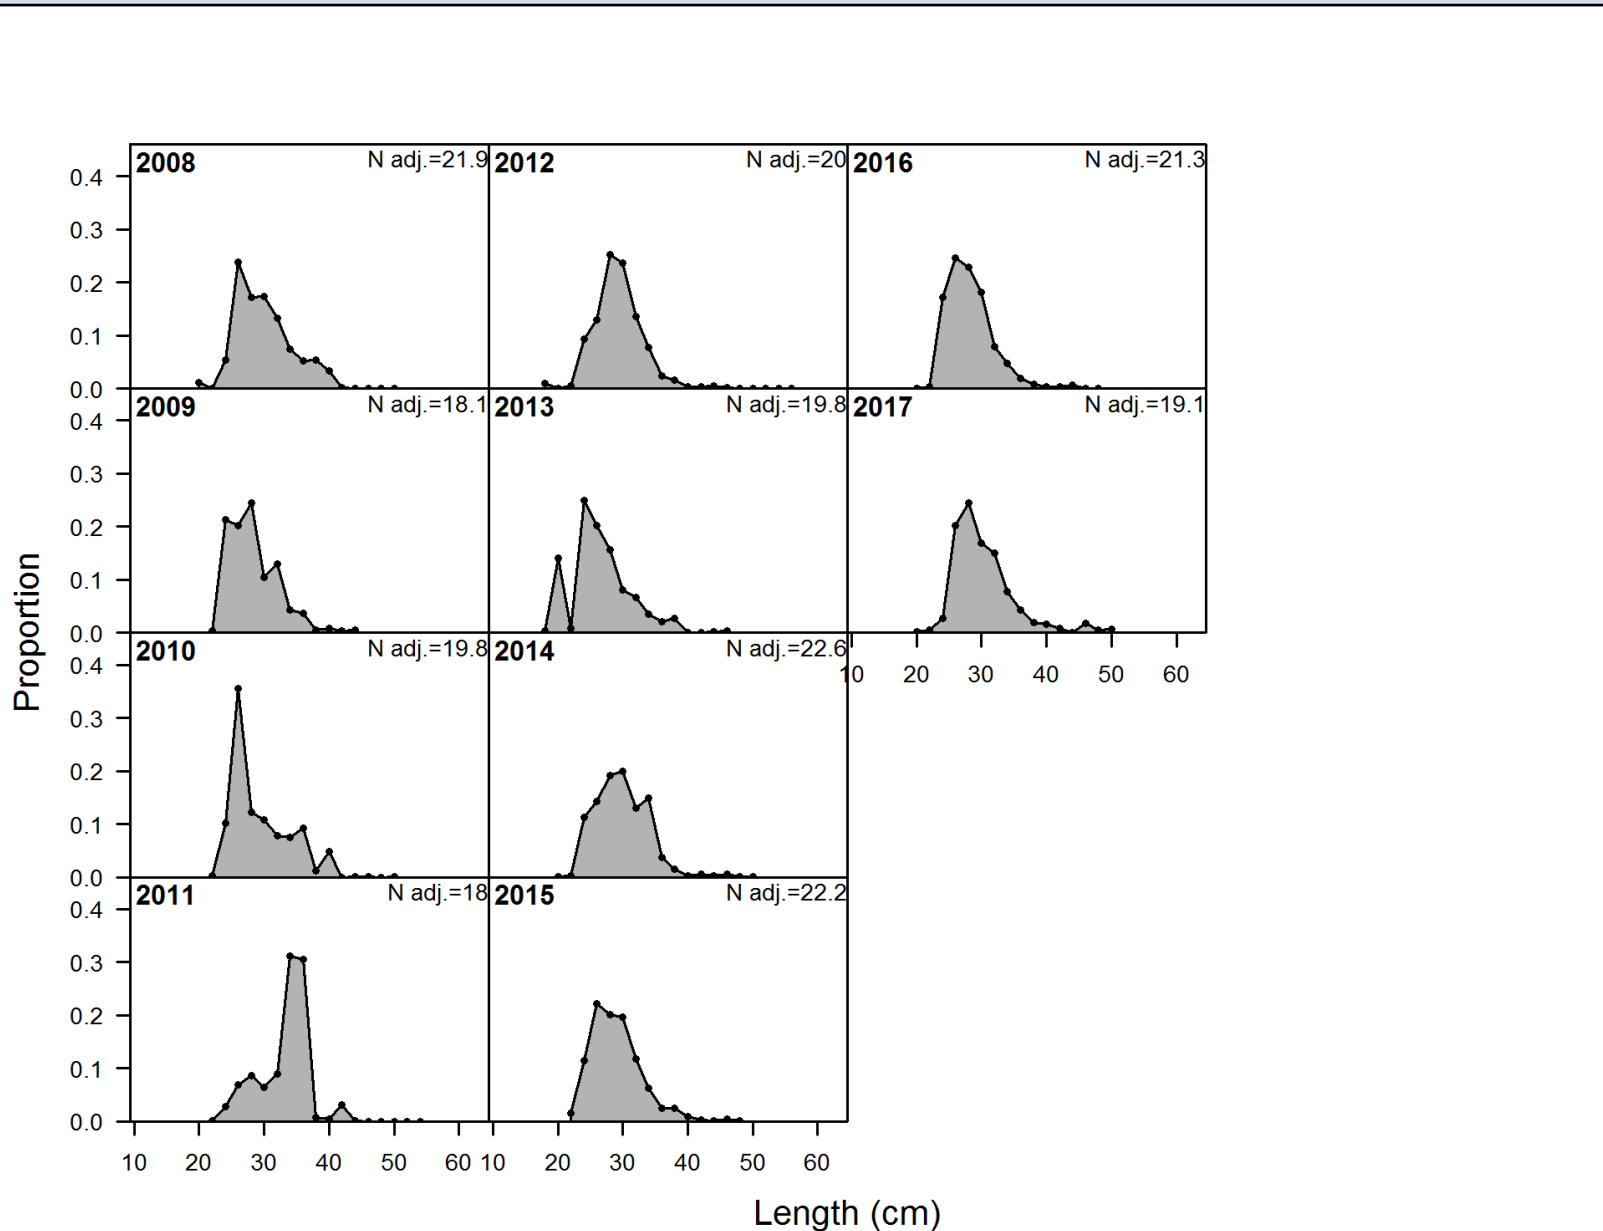 2008 N adj.=21.9 2012 N adj.=20 2016 N adj.=21.3
0.4
0.3
0.2
0.1
0.0
2009 N adj.=18.1 2013 N adj.=19.8 2017 N adj.=19.1
0.4
0.3
0.2
0.1
0.0
10 20 30 40 50 60
2010 N adj.=19.8 2014 N adj.=22.6
0.4
0.3
0.2
0.1
0.0
2011 N adj.=18 2015 N adj.=22.2
0.4
0.3
0.2
0.1
0.0
10 20 30 40 50 60 10 20 30 40 50 60
Proportion
Length (cm)